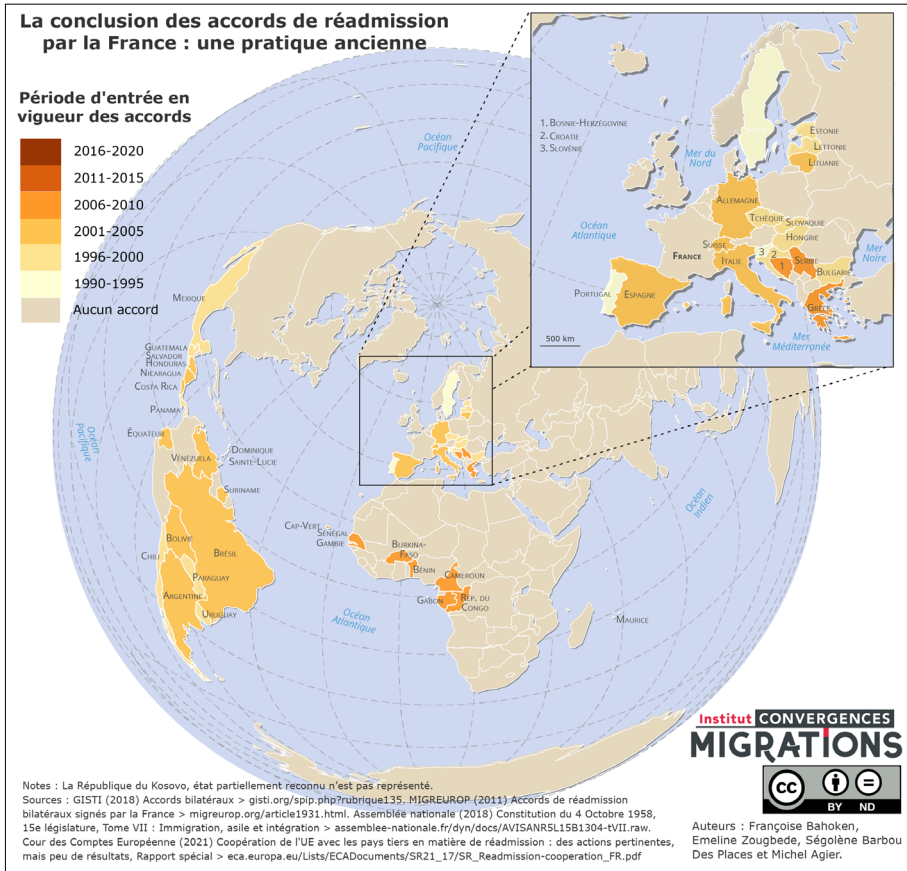 La conclusion des accords de réadmission
par la France : une pratique ancienne
Période d'entrée en
vigueur des accords
2016-2020
2011-2015
2006-2010
2001-2005
1996-2000
1990-1995
Aucun accord
1. Bosnie-Herzégovine
2. Croatie
3. Slovénie
Mer du
Nord
Océan
Atlantique
Estonie
Lettonie
Lituanie
Allemagne
Tchéquie
Slovaquie
Hongrie
Suisse
Italie
France
3
2
1
Serbie
Bulgarie
Mer
Noire
Portugal
Espagne
Grèce
Mer
Méditerranée
500 km
Océan
Pacifique
Mexique
Guatemala
Salvador
Honduras
Nicaragua
Costa Rica
Panama
Océan
Pacifique
Équateur
Vénézuela
Dominique
Sainte-Lucie
Suriname
Bolivie
Brésil
Chili
Paraguay
Argentine
Uruguay
Cap-Vert
Sénégal
Gambie
Burkina-
Faso
Bénin
Cameroun
Gabon
Rép. du
Congo
Océan
Atlantique
Océan
Indien
Maurice
Institut CONVERGENCES
MIGRATIONS
cc
BY ND
Notes : La République du Kosovo, état partiellement reconnu n'est pas représenté.
Sources : GISTI (2018) Accords bilatéraux > gisti.org/spip.php?rubrique135. MIGREUROP (2011) Accords de réadmission
bilatéraux signés par la France > migreurop.org/article1931.html. Assemblée nationale (2018) Constitution du 4 Octobre 1958,
15e législature, Tome VII : Immigration, asile et intégration > assemblee-nationale.fr/dyn/docs/AVISANR5L15B1304-tVII.raw.
Cour des Comptes Européenne (2021) Coopération de l'UE avec les pays tiers en matière de réadmission : des actions pertinentes,
mais peu de résultats, Rapport spécial > eca.europa.eu/Lists/ECADocuments/SR21_17/SR_Readmission-cooperation_FR.pdf
Auteurs : Françoise Bahoken,
Emeline Zougbede, Ségolène Barbou
Des Places et Michel Agier.